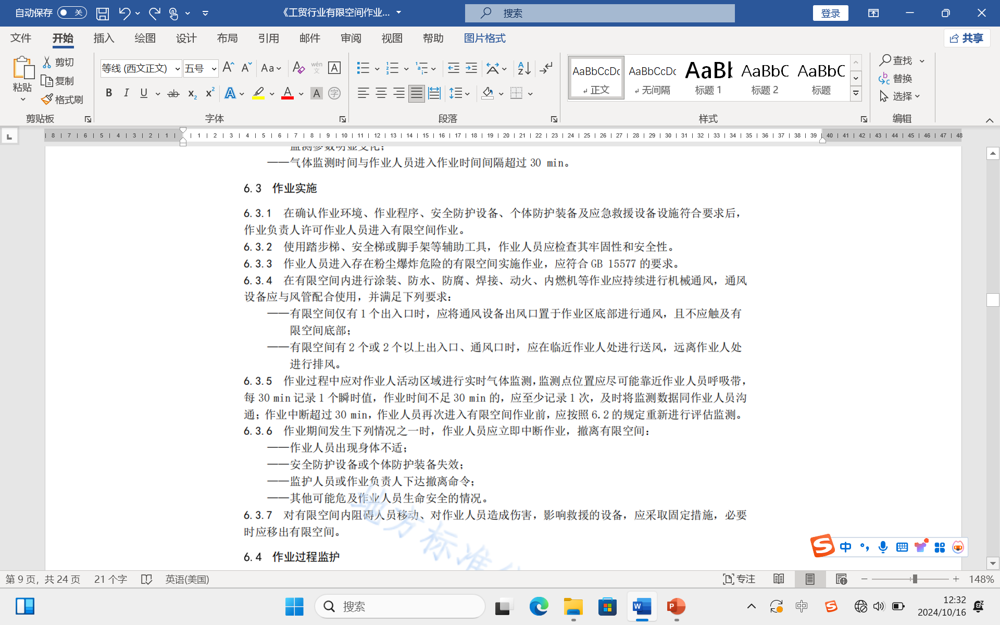 自动保存 关 《工贸行业有限空间作业... 搜索 登录
文件 开始 插入 绘图 设计 布局 引用 邮件 审阅 视图 帮助 图片格式 共享
粘贴 剪切 复制 格式刷 剪贴板
等线 (西文正文) 五号 A A Aa A wén 文 A
B I U ab x₂ x² A A A 字
字体
段落
AaBbCcDc 正文
AaBbCcDc 无间隔
AaBb 标题 1
AaBbC 标题 2
AaBbC 标题
样式
查找
替换
选择
编辑
8 7 6 5 4 3 2 1 1 2 3 4 5 6 7 8 9 10 11 12 13 14 15 16 17 18 19 20 21 22 23 24 25 26 27 28 29 30 31 32 33 34 35 36 37 38 39 40 41 42 43 44 45 46 47 48
监测参数明显变化；
——气体监测时间与作业人员进入作业时间间隔超过 30 min。
6.3 作业实施
6.3.1 在确认作业环境、作业程序、安全防护设备、个体防护装备及应急救援设备设施符合要求后，
作业负责人许可作业人员进入有限空间作业。
6.3.2 使用踏步梯、安全梯或脚手架等辅助工具，作业人员应检查其牢固性和安全性。
6.3.3 作业人员进入存在粉尘爆炸危险的有限空间实施作业，应符合 GB 15577 的要求。
6.3.4 在有限空间内进行涂装、防水、防腐、焊接、动火、内燃机等作业应持续进行机械通风，通风
设备应与风管配合使用，并满足下列要求：
——有限空间仅有 1 个出入口时，应将通风设备出风口置于作业区底部进行通风，且不应触及有
限空间底部；
——有限空间有 2 个或 2 个以上出入口、通风口时，应在临近作业人处进行送风，远离作业人处
进行排风。
6.3.5 作业过程中应对作业人活动区域进行实时气体监测，监测点位置应尽可能靠近作业人员呼吸带，
每 30 min 记录 1 个瞬时值，作业时间不足 30 min 的，应至少记录 1 次，及时将监测数据同作业人员沟
通；作业中断超过 30 min，作业人员再次进入有限空间作业前，应按照 6.2 的规定重新进行评估监测。
6.3.6 作业期间发生下列情况之一时，作业人员应立即中断作业，撤离有限空间：
——作业人员出现身体不适；
——安全防护设备或个体防护装备失效；
——监护人员或作业负责人下达撤离命令；
——其他可能危及作业人员生命安全的情况。
6.3.7 对有限空间内阻碍人员移动、对作业人员造成伤害，影响救援的设备，应采取固定措施，必要
时应移出有限空间。
6.4 作业过程监护
地方标准
中
第 9 页，共 24 页 21 个字 英语(美国) 专注 148%
搜索 中 12:32
2024/10/16